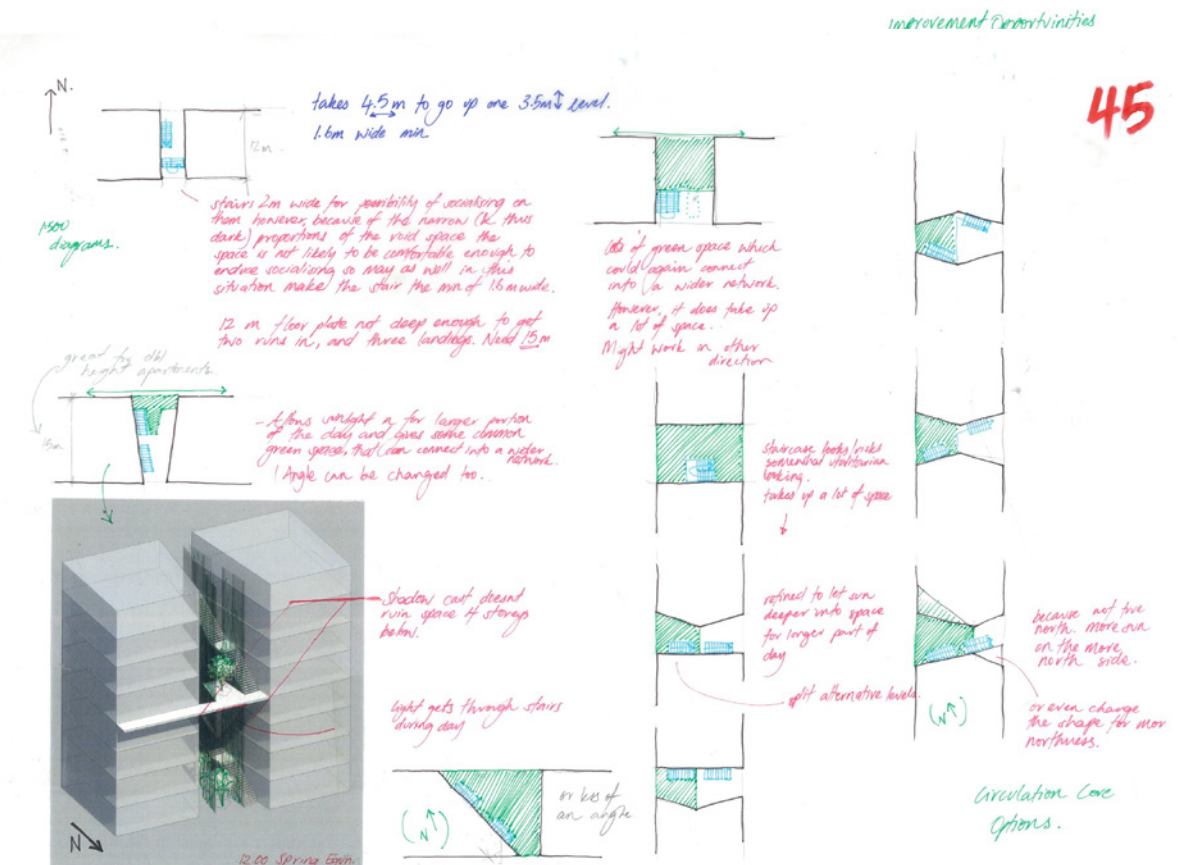 Improvement Opportunities
45
N.
takes 4.5m to go up one 3.5m level.
1.6m wide min
12m
1:500
diagrams.
stairs 2m wide for possibility of socialising on
them however, because of the narrow (& thus
dark) proportions of the void space the
space is not likely to be comfortable enough to
endure socialising so may as well in this
situation make the stair the min of 1.6m wide.
12 m floor plate not deep enough to get
two runs in, and three landings. Need 15m
great for dbl
height apartments.
15m
- Allows sunlight in for larger portion
of the day and gives some common
green space, that can connect into a wider
network.
! Angle can be changed too..
Shadow cast doesnt
ruin space 4 storeys
below.
light gets through stairs
during day
N
12.00 Spring Eqnn.
(N↑)
or less of
an angle
lots of green space which
could again connect
into a wider network.
However, it does take up
a lot of space.
Might work in other
direction
staircase looks
somewhat utilitarian
looking.
takes up a lot of space
refined to let sun
deeper into space
for longer part of
day
split alternative levels.
because not true
north. more sun
on the more
north side.
(N↑)
or even change
the shape for mor
northness.
Circulation Core
Options.